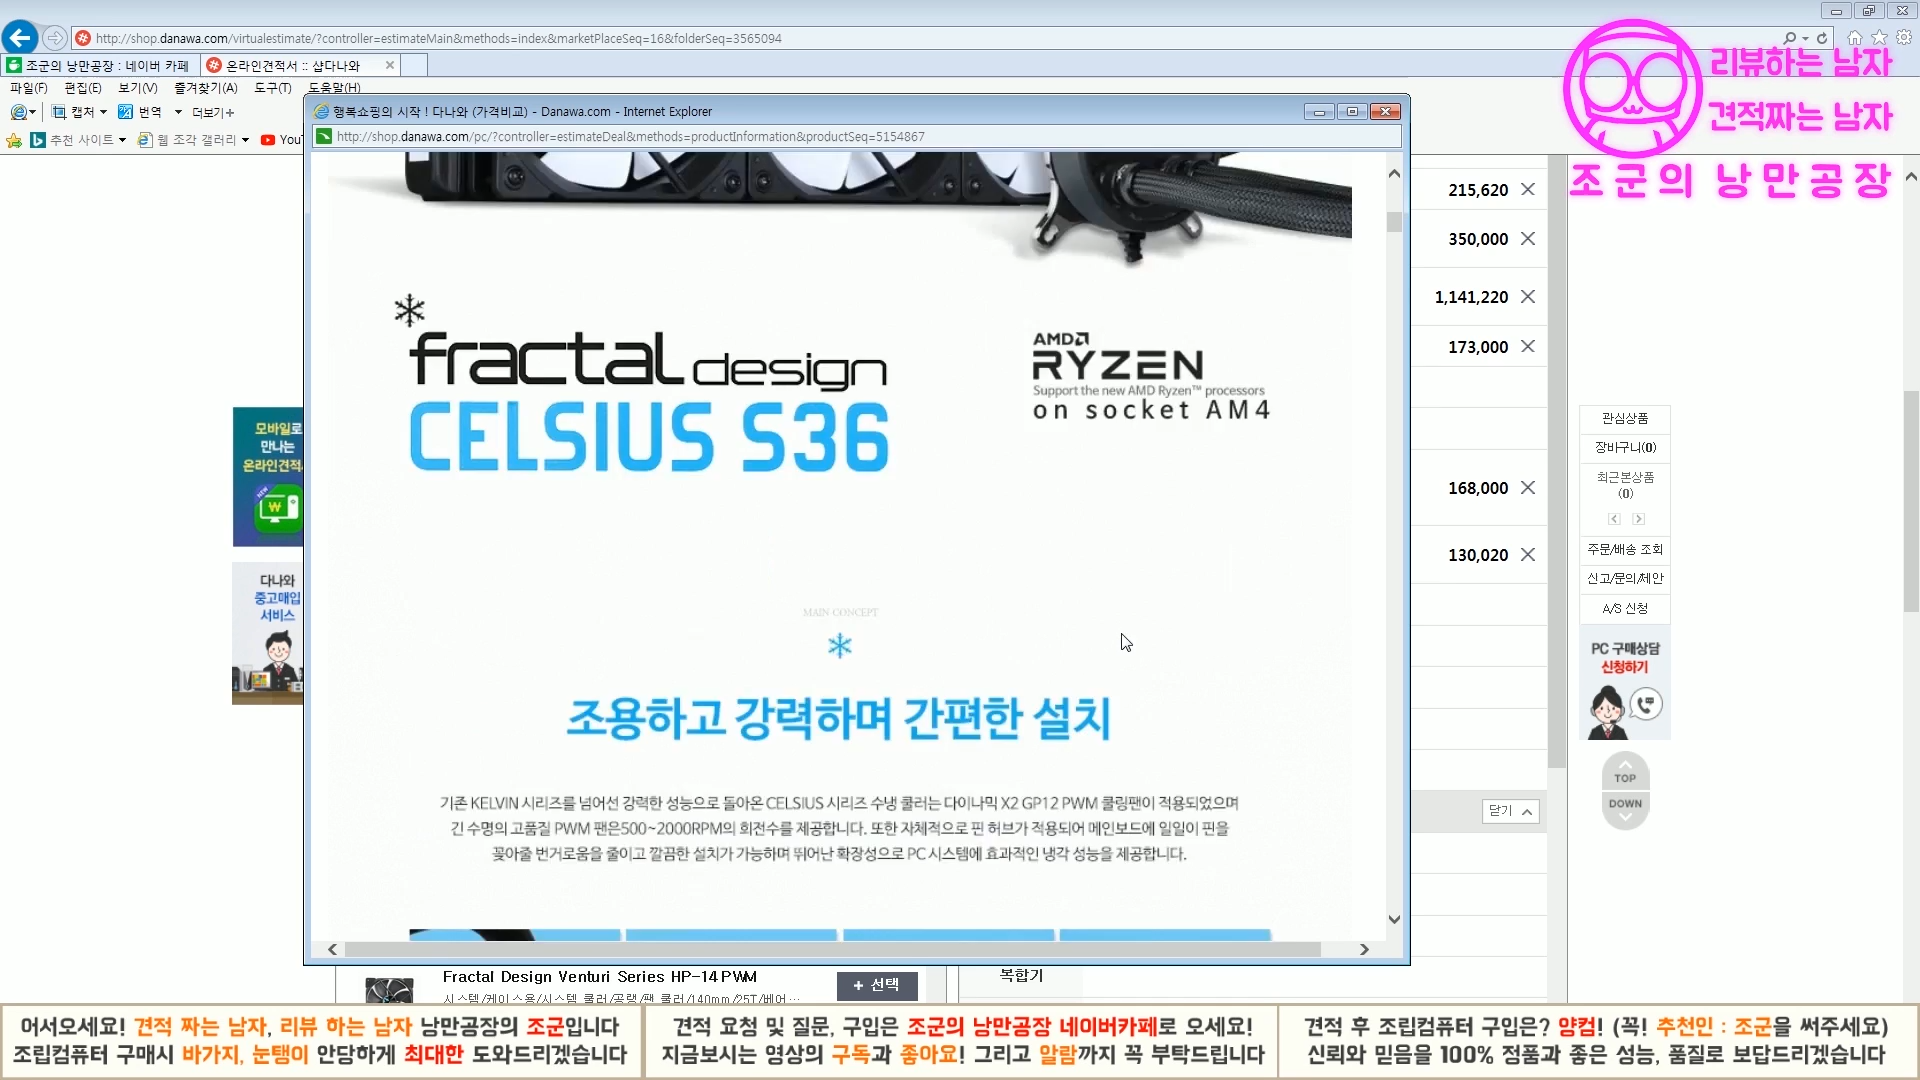 http://shop.danawa.com/virtualestimate/?controller=estimateMain&methods=index&marketPlaceSeq=16&folderSeq=3565094
조군의 낭만공장 : 네이버 카페
온라인견적서 :: 샵다나와
파일(F) 편집(E) 보기(V) 즐겨찾기(A) 도구(T) 도움말(H)
캡처 번역 더보기+
추천 사이트 웹 조각 갤러리 You
리뷰하는 남자
견적짜는 남자
조군의 낭만공장
행복쇼핑의 시작 ! 다나와 (가격비교) - Danawa.com - Internet Explorer
http://shop.danawa.com/pc/?controller=estimateDeal&methods=productInformation&productSeq=5154867
fractal design
CELSIUS S36
AMD
RYZEN
Support the new AMD Ryzen™ processors
on socket AM4
MAIN CONCEPT
조용하고 강력하며 간편한 설치
기존 KELVIN 시리즈를 넘어선 강력한 성능으로 돌아온 CELSIUS 시리즈 수냉 쿨러는 다이나믹 X2 GP12 PWM 쿨링팬이 적용되었으며
긴 수명의 고품질 PWM 팬은500~2000RPM의 회전수를 제공합니다. 또한 자체적으로 핀 허브가 적용되어 메인보드에 일일이 핀을
꽂아줄 번거로움을 줄이고 깔끔한 설치가 가능하며 뛰어난 확장성으로 PC 시스템에 효과적인 냉각 성능을 제공합니다.
모바일로
만나는
온라인견적
NEW
₩
다나와
중고매입
서비스
215,620
350,000
1,141,220
173,000
168,000
130,020
닫기
관심상품
장바구니(0)
최근본상품
(0)
주문/배송 조회
신고/문의/제안
A/S 신청
PC 구매상담
신청하기
TOP
DOWN
Fractal Design Venturi Series HP-14 PWM
+ 선택
시스템/케이스용/시스템 쿨러/공랭/팬 쿨러/140mm/25T/베어···
복합기
어서오세요! 견적 짜는 남자, 리뷰 하는 남자 낭만공장의 조군입니다
조립컴퓨터 구매시 바가지, 눈탱이 안당하게 최대한 도와드리겠습니다
견적 요청 및 질문, 구입은 조군의 낭만공장 네이버카페로 오세요!
지금보시는 영상의 구독과 좋아요! 그리고 알람까지 꼭 부탁드립니다
견적 후 조립컴퓨터 구입은? 양컴! (꼭! 추천인 : 조군을 써주세요)
신뢰와 믿음을 100% 정품과 좋은 성능, 품질로 보답드리겠습니다